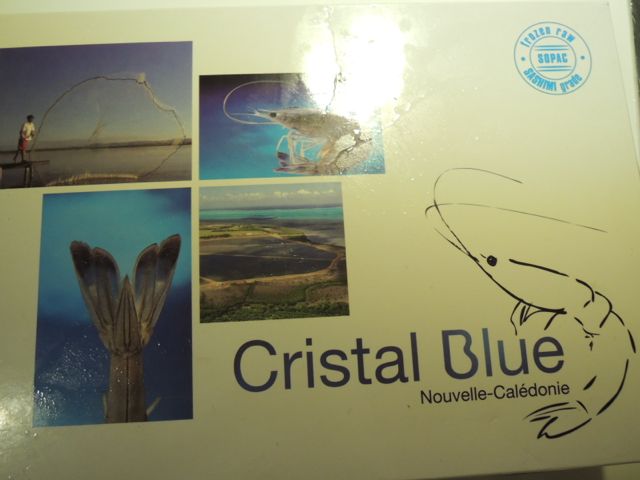 frozen raw
SOPAC
SASHIMI grade
Cristal Blue
Nouvelle-Calédonie